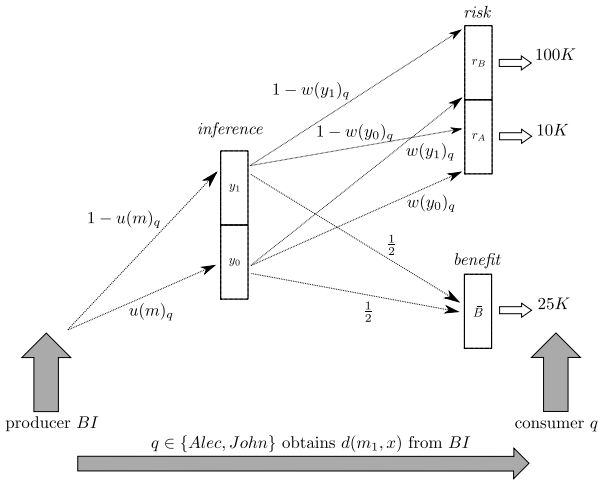 risk
r_B
100K
1 − w(y_1)_q
inference
1 − w(y_0)_q
r_A
10K
w(y_1)_q
y_1
w(y_0)_q
1 − u(m)_q
1/2
benefit
y_0
u(m)_q
1/2
B̄
25K
producer BI
consumer q
q ∈ {Alec, John} obtains d(m_1, x) from BI